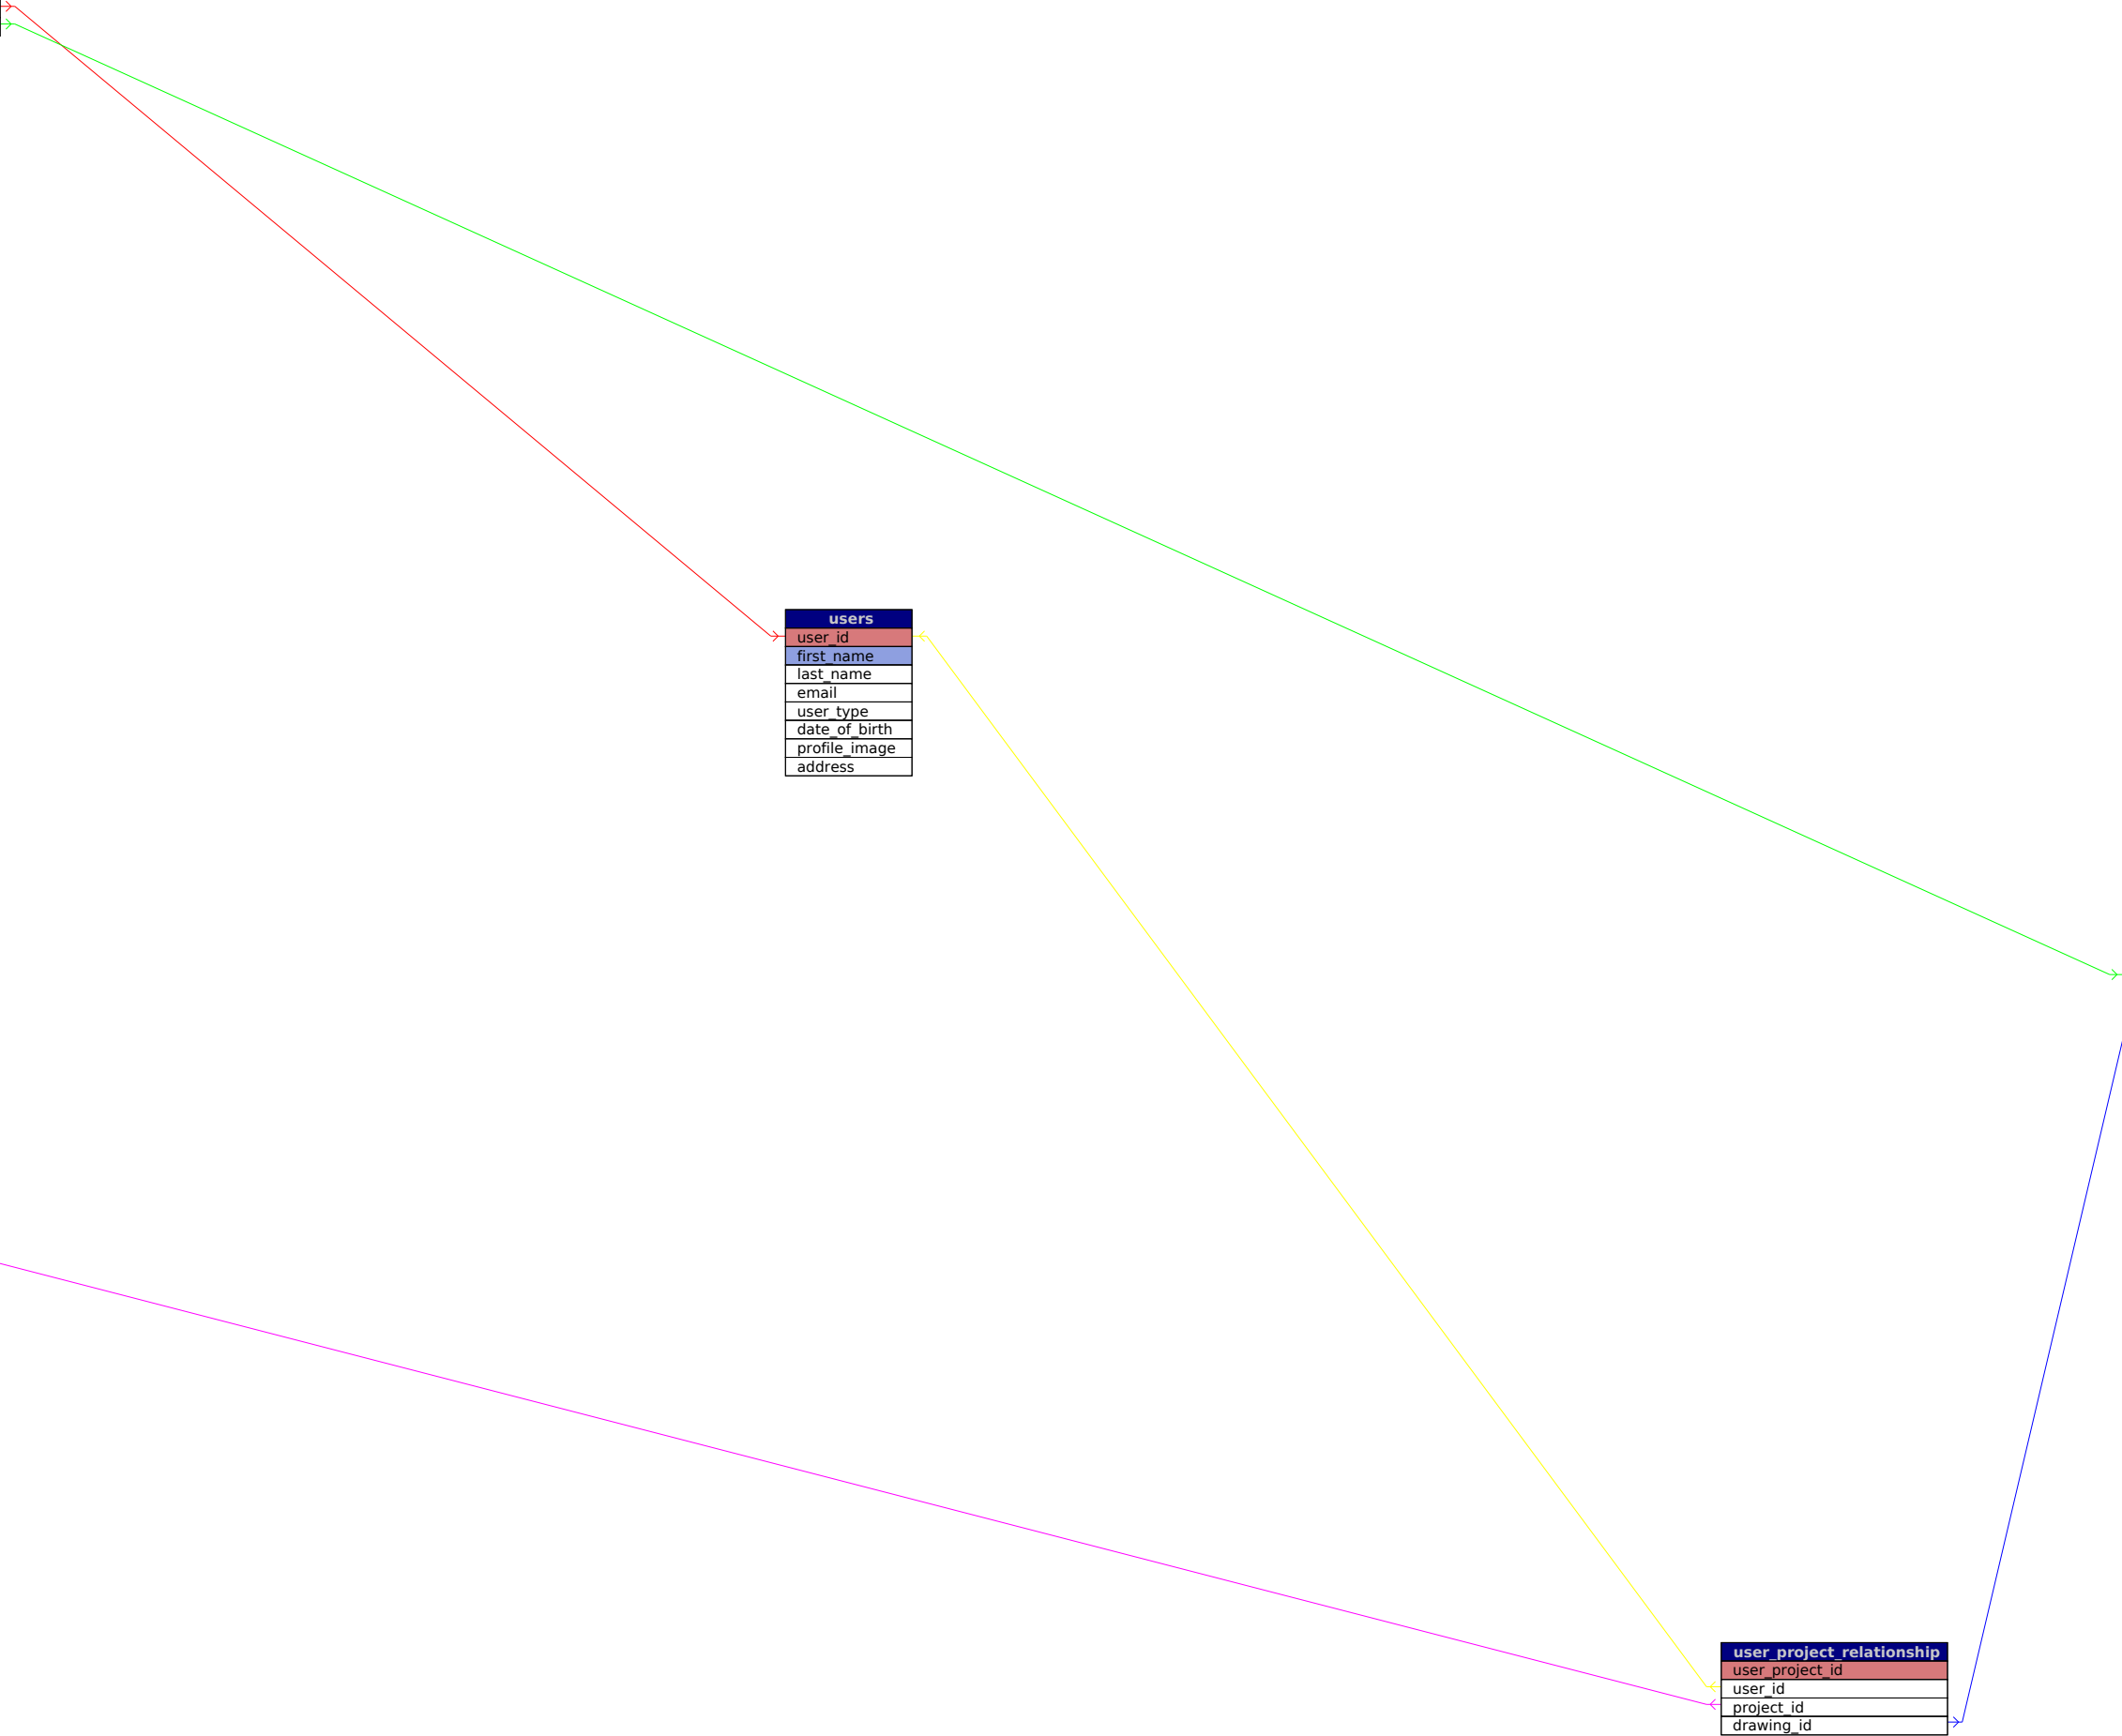 users
user_id
first_name
last_name
email
user_type
date_of_birth
profile_image
address
user_project_relationship
user_project_id
user_id
project_id
drawing_id